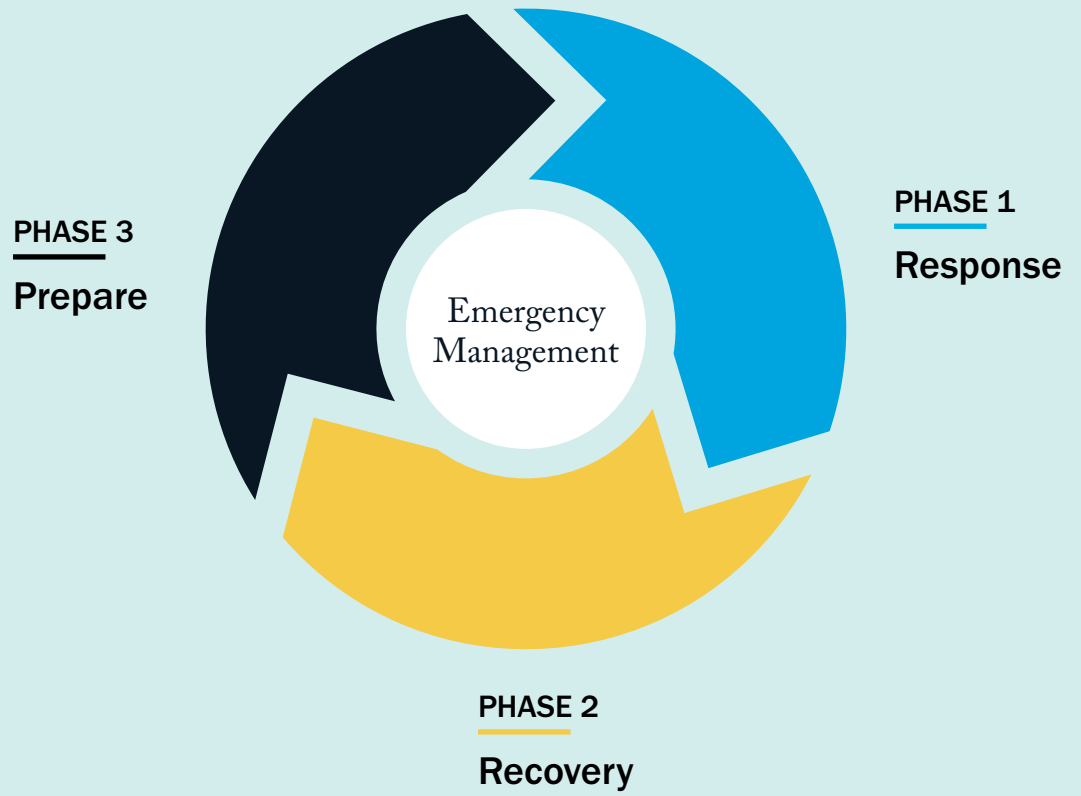 PHASE 1
Response
PHASE 3
Prepare
Emergency
Management
PHASE 2
Recovery